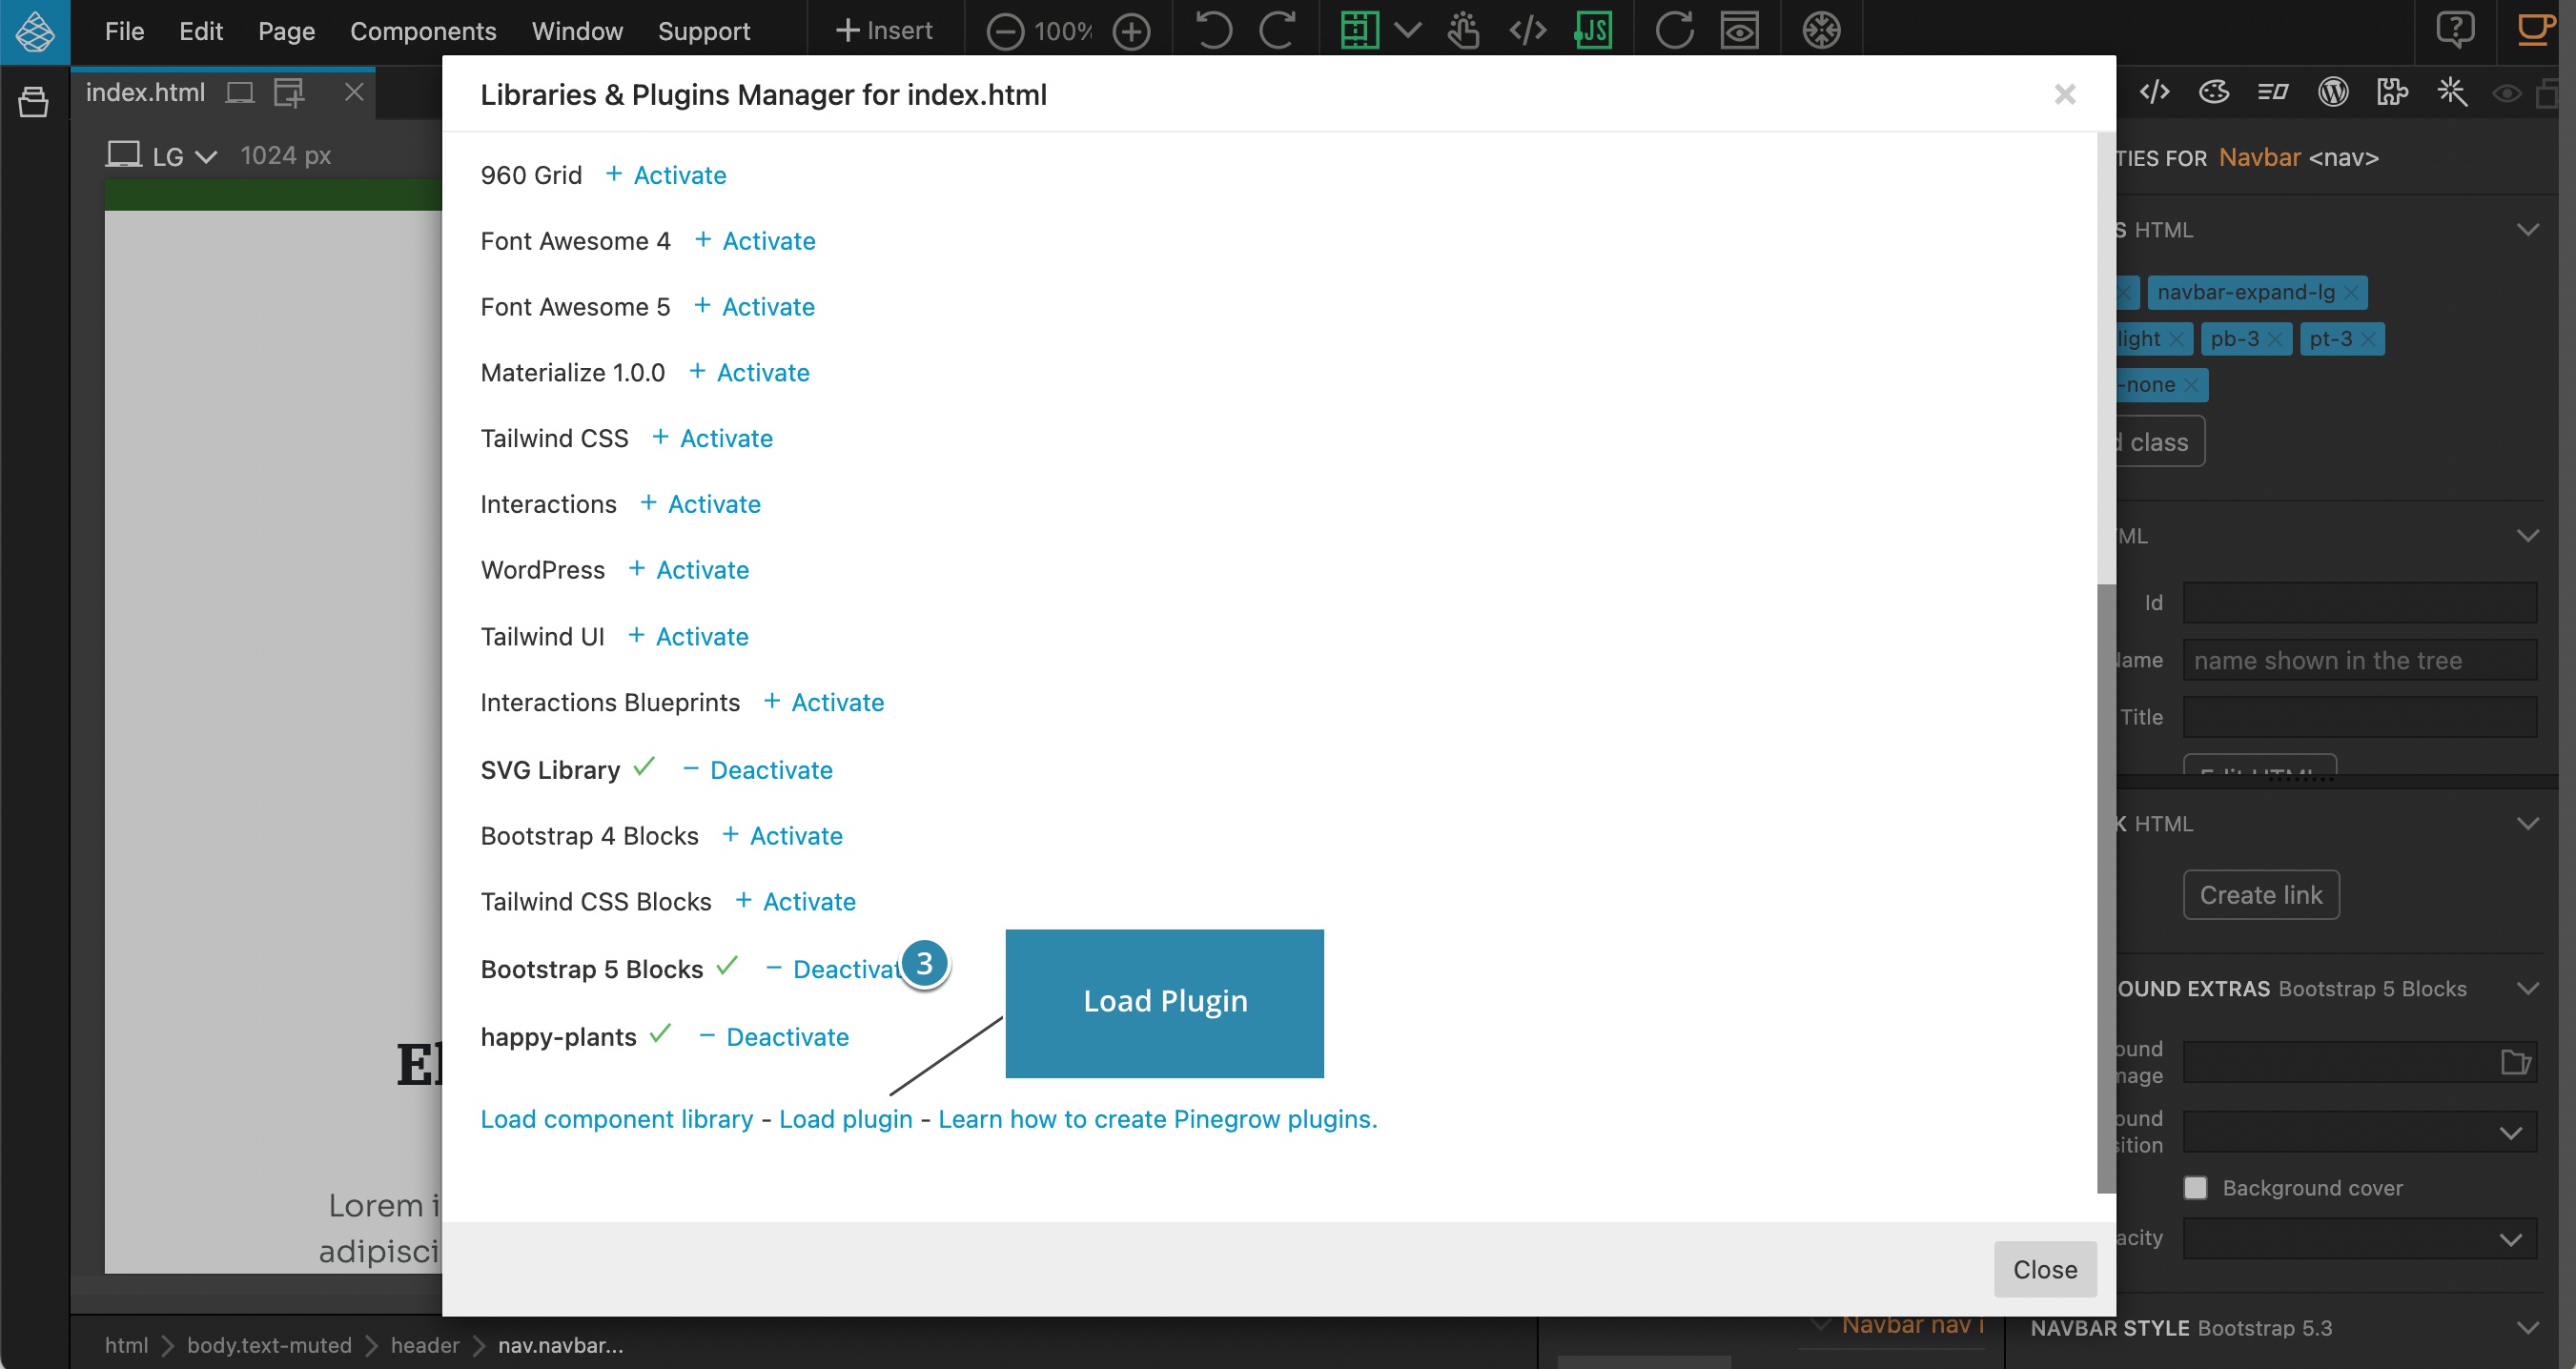 File Edit Page Components Window Support
Insert
100%
JS
index.html
LG 1024 px
Libraries & Plugins Manager for index.html
960 Grid + Activate
Font Awesome 4 + Activate
Font Awesome 5 + Activate
Materialize 1.0.0 + Activate
Tailwind CSS + Activate
Interactions + Activate
WordPress + Activate
Tailwind UI + Activate
Interactions Blueprints + Activate
SVG Library ✓ − Deactivate
Bootstrap 4 Blocks + Activate
Tailwind CSS Blocks + Activate
Bootstrap 5 Blocks ✓ − Deactivat
3
Load Plugin
happy-plants ✓ − Deactivate
Load component library - Load plugin - Learn how to create Pinegrow plugins.
Close
Lorem i
adipisci
TIES FOR Navbar <nav>
S HTML
navbar-expand-lg
light pb-3 pt-3
-none
class
ML
Id
ame name shown in the tree
Title
Edit HTML
K HTML
Create link
OUND EXTRAS Bootstrap 5 Blocks
ound
mage
ound
sition
Background cover
acity
NAVBAR STYLE Bootstrap 5.3
Navbar nav i
html > body.text-muted > header > nav.navbar...